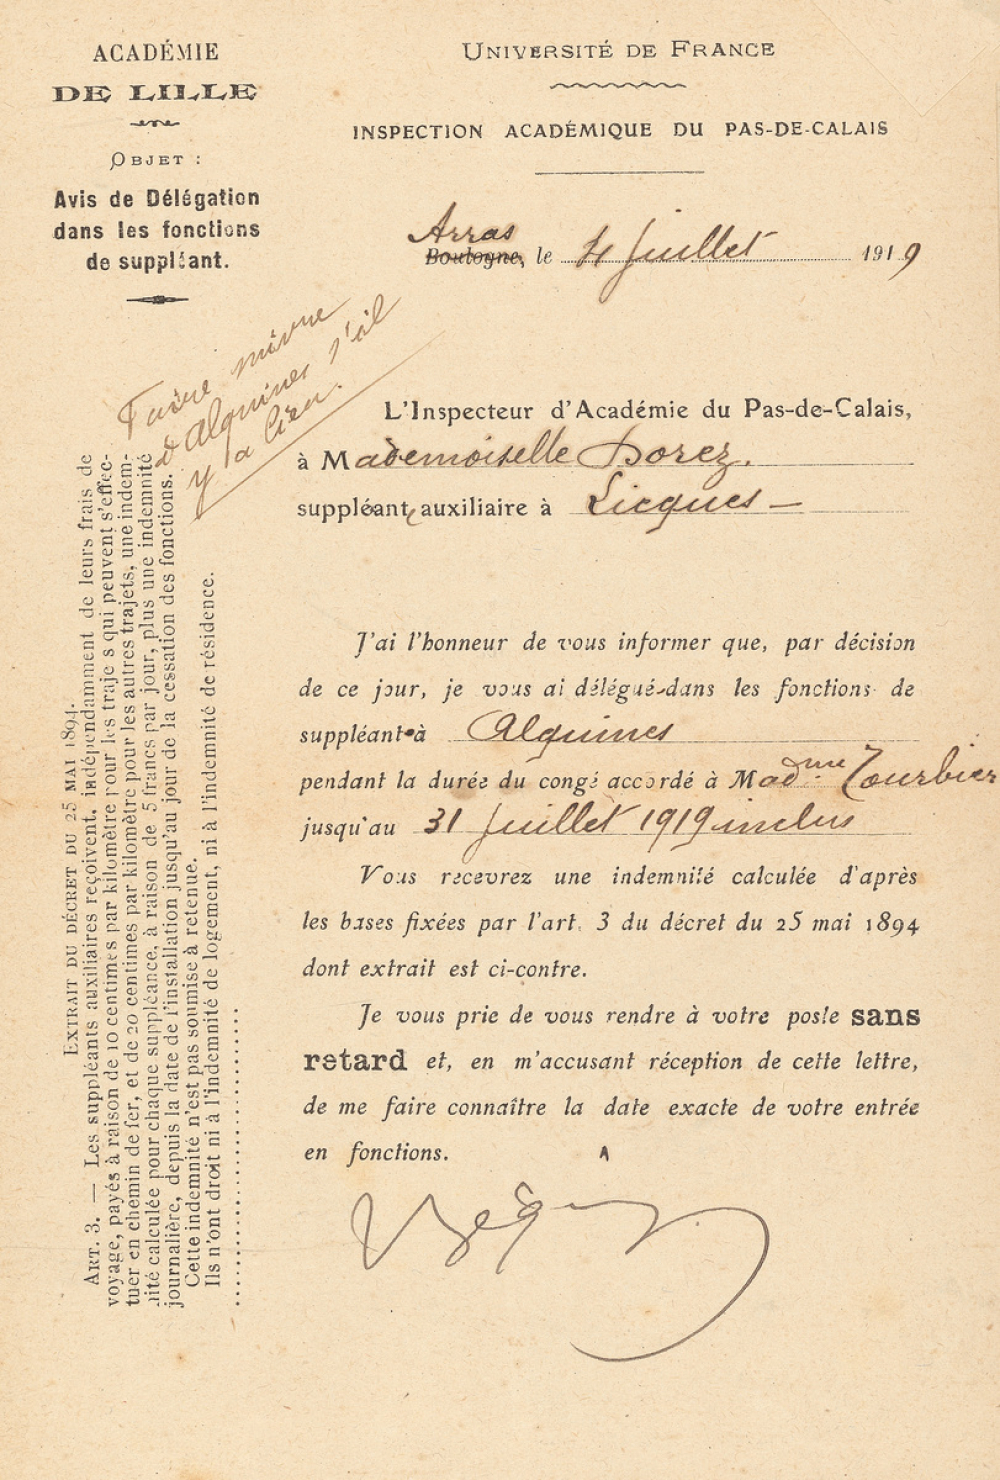 ACADÉMIE
DE LILLE
OBJET :
Avis de Délégation
dans les fonctions
de suppléant.
UNIVERSITÉ DE FRANCE
INSPECTION ACADÉMIQUE DU PAS-DE-CALAIS
Arras
Boulogne, le 4 Juillet 1919
Faire suivre
d'Alquines s'il
y a lieu.
L'Inspecteur d'Académie du Pas-de-Calais,
à Mademoiselle Dorez.
suppléant auxiliaire à Licques —
J'ai l'honneur de vous informer que, par décision
de ce jour, je vous ai délégué dans les fonctions de
suppléant à Alquines
pendant la durée du congé accordé à Madme Tourbier
jusqu'au 31 Juillet 1919 inclus
Vous recevrez une indemnité calculée d'après
les bases fixées par l'art. 3 du décret du 25 mai 1894
dont extrait est ci-contre.
Je vous prie de vous rendre à votre poste sans
retard et, en m'accusant réception de cette lettre,
de me faire connaître la date exacte de votre entrée
en fonctions.
EXTRAIT DU DÉCRET DU 25 MAI 1894.
ART. 3. — Les suppléants auxiliaires reçoivent, indépendamment de leurs frais de
voyage, payés à raison de 10 centimes par kilomètre pour les traje s qui peuvent s'effec-
tuer en chemin de fer, et de 20 centimes par kilomètre pour les autres trajets, une indem-
nité calculée pour chaque suppléance, à raison de 5 francs par jour, plus une indemnité
journalière, depuis la date de l'installation jusqu'au jour de la cessation des fonctions.
Cette indemnité n'est pas soumise à retenue.
Ils n'ont droit ni à l'indemnité de logement, ni à l'indemnité de résidence.